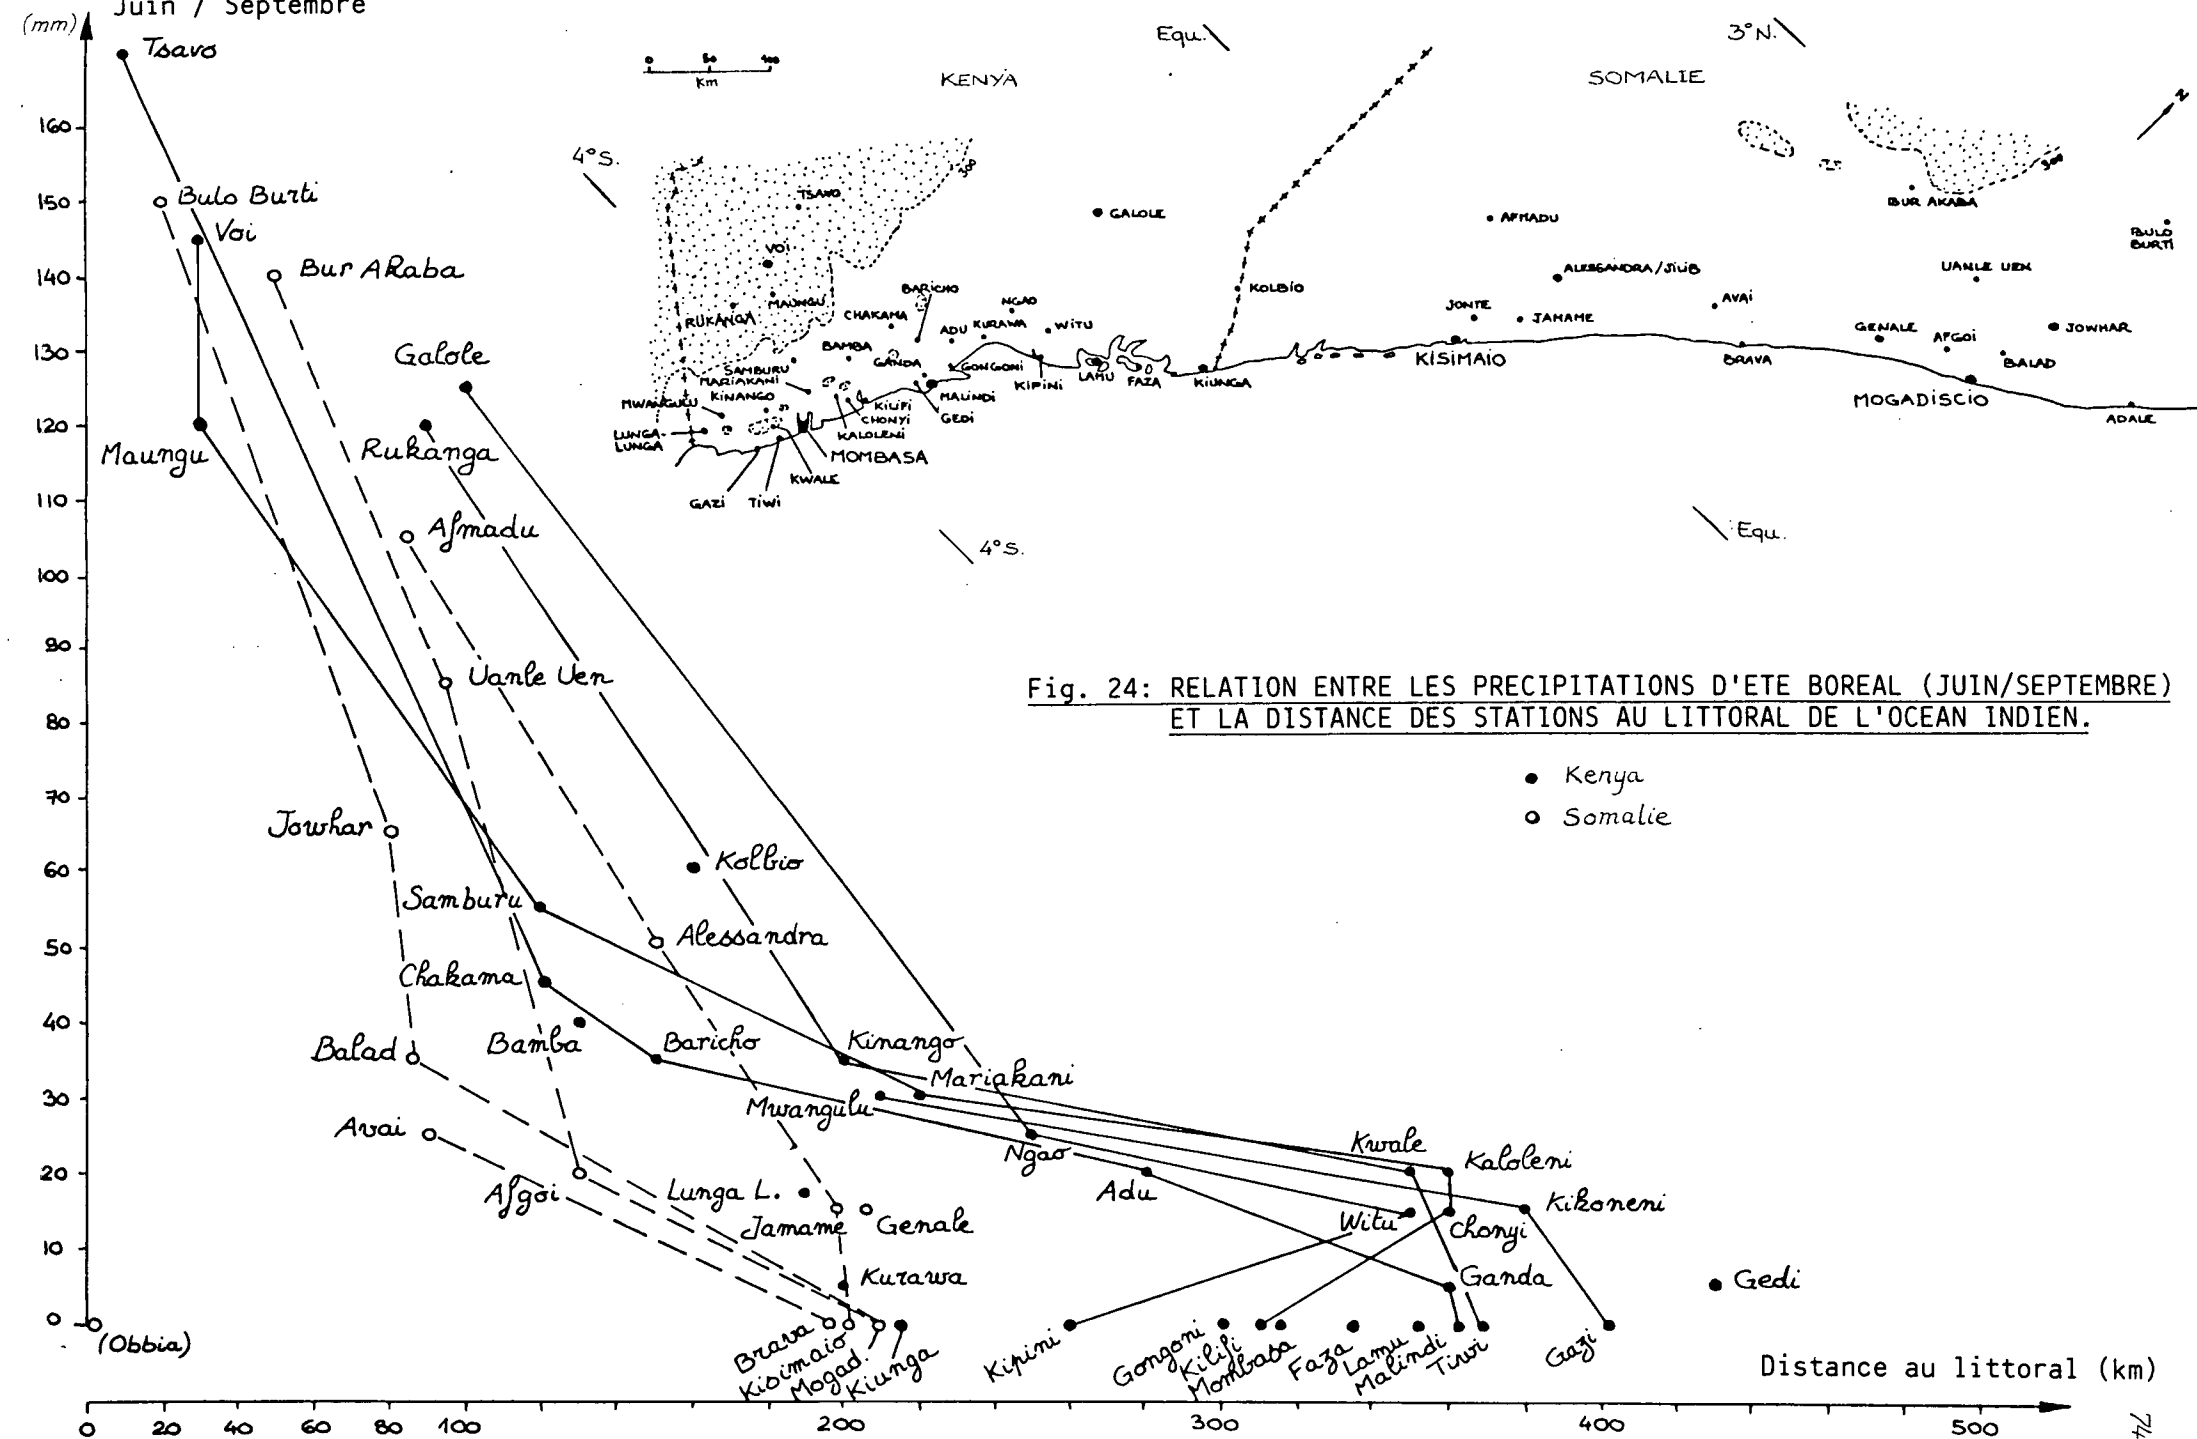 Juin / Septembre
(mm)
Tsavo
160
150
Bulo Burti
Voi
140
Bur Akaba
130
Galole
120
Maungu
Rukanga
110
Afmadu
100
90
Uanle Uen
80
70
Jowhar
60
Kolbio
Samburu
50
Alessandra
Chakama
40
Balad
Bamba
Baricho
Kinango
30
Mariakani
Mwangulu
Avai
Ngao
Kwale
Kaloleni
20
Afgoi
Lunga L.
Adu
Kikoneni
Jamame
Genale
Witu
Chonyi
10
Kurawa
Ganda
Gedi
0
(Obbia)
Brava
Kisimaio
Mogad.
Kiunga
Kipini
Gongoni
Kilifi
Mombasa
Faza
Lamu
Malindi
Tiwi
Gazi
Distance au littoral (km)
0 20 40 60 80 100 200 300 400 500
74
0 50 100
Km
KENYA
SOMALIE
Equ.
3°N.
N
4°S.
300
300
TSAVO
VOI
MAUNGU
RUKANGA
GALOLE
AFMADU
BUR AKABA
BULO
BURTI
BARICHO
NGAO
CHAKAMA
ADU
KURAWA
WITU
KOLBIO
ALESSANDRA/JILIB
UANLE UEN
JONTE
JAMAME
AVAI
GENALE
AFGOI
JOWHAR
BAMBA
GANDA
GONGONI
SAMBURU
MARIAKANI
KINANGO
MWANGULU
KIPINI
LAMU
FAZA
KIUNGA
KISIMAIO
BRAVA
BALAD
MALINDI
GEDI
KILIFI
CHONYI
KALOLENI
LUNGA
LUNGA
MOMBASA
KWALE
GAZI
TIWI
MOGADISCIO
ADALE
4°S.
Equ.
Fig. 24: RELATION ENTRE LES PRECIPITATIONS D'ETE BOREAL (JUIN/SEPTEMBRE)
ET LA DISTANCE DES STATIONS AU LITTORAL DE L'OCEAN INDIEN.
Kenya
Somalie